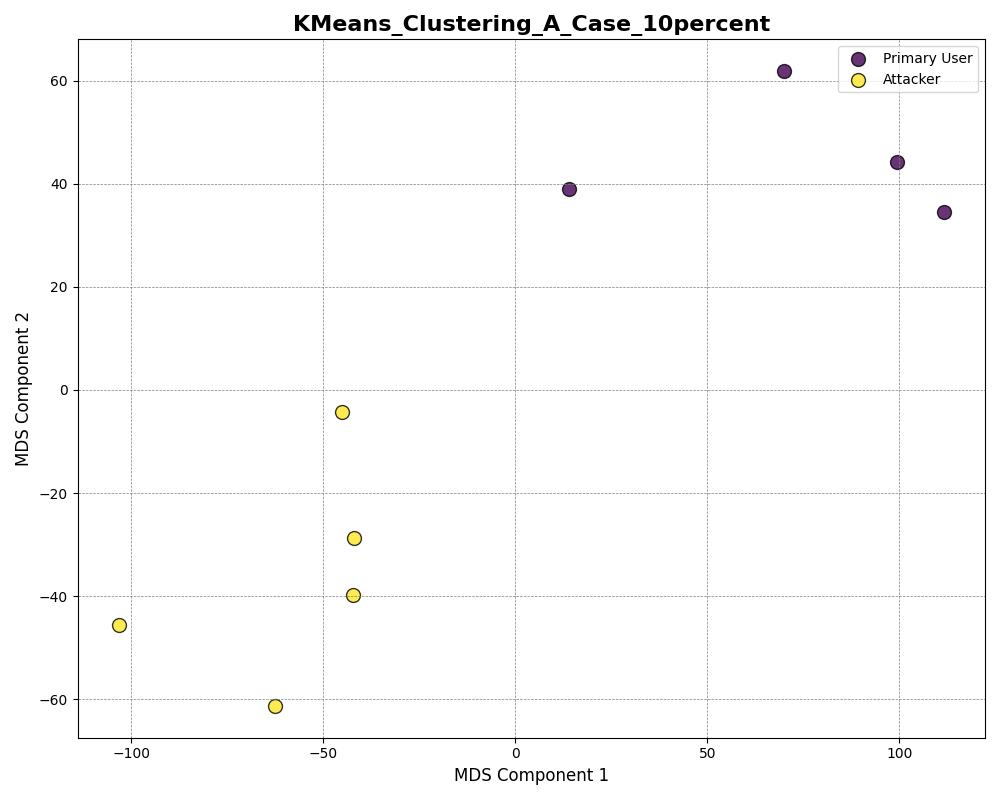 KMeans_Clustering_A_Case_10percent
Primary User
Attacker
60
40
20
0
−20
−40
−60
MDS Component 2
−100
−50
0
50
100
MDS Component 1